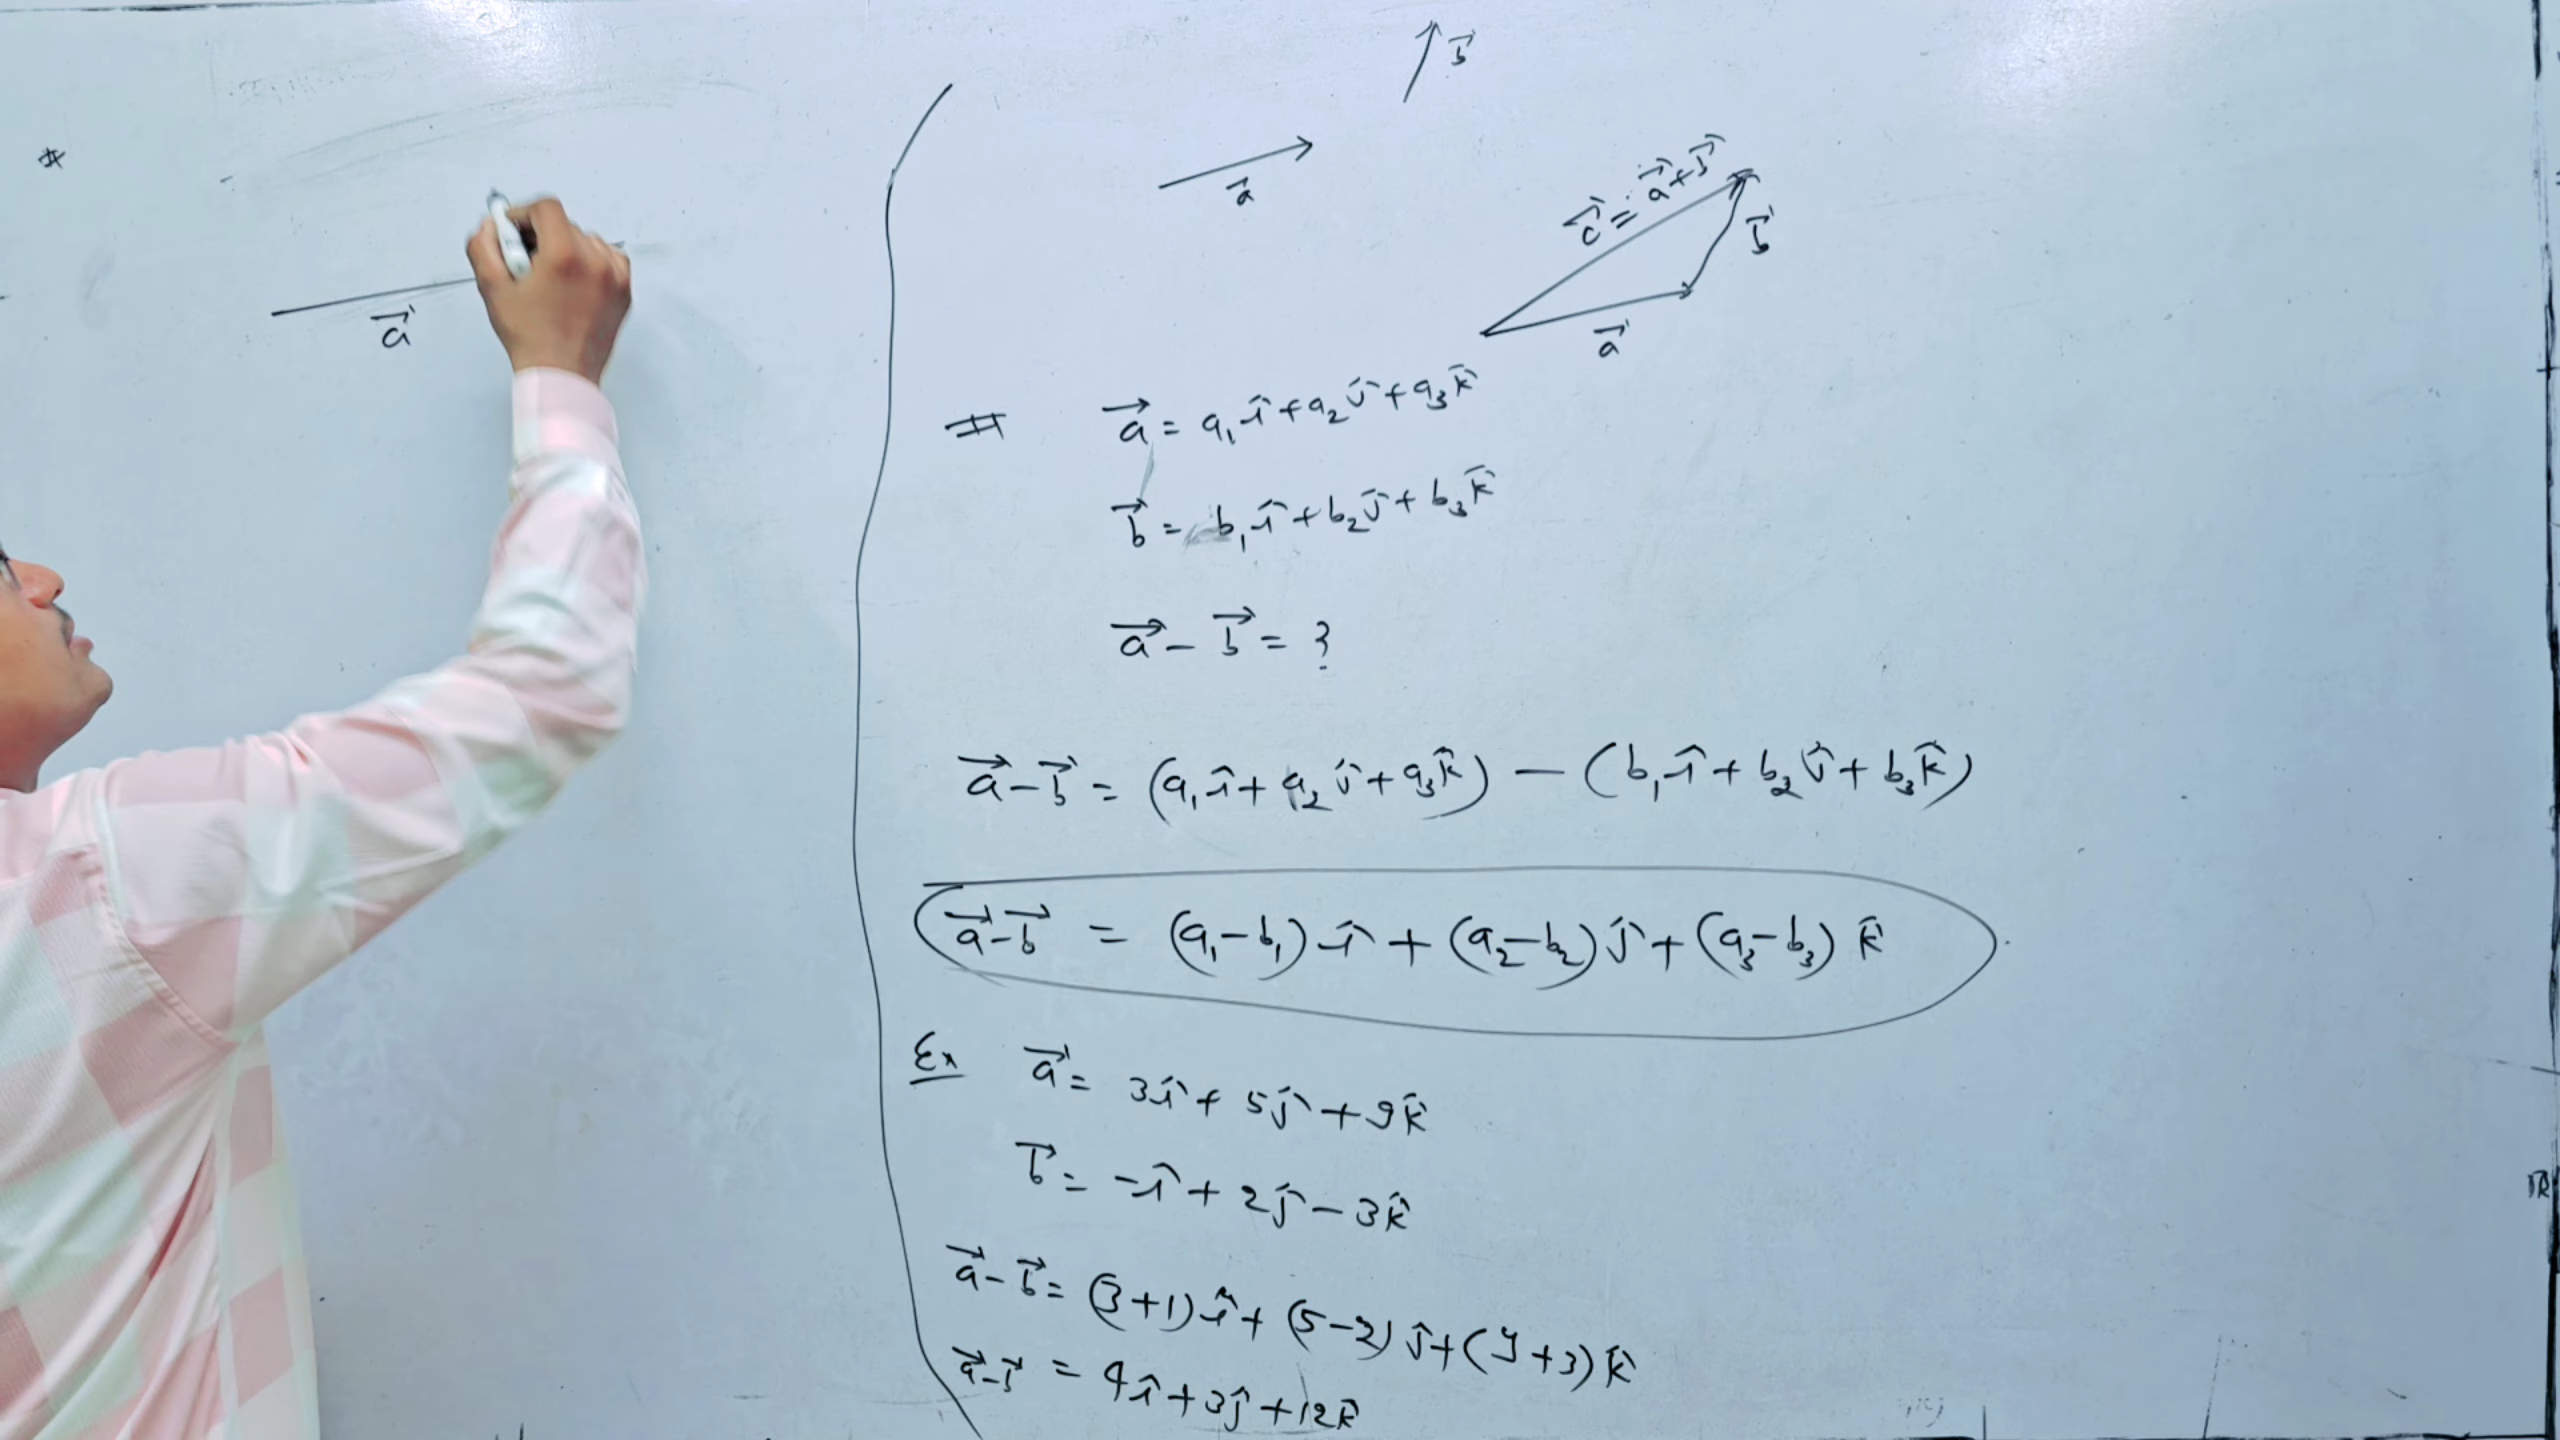 #
a⃗
b⃗
a⃗
c⃗ = a⃗ + b⃗
b⃗
a⃗
# a⃗ = a₁î + a₂ĵ + a₃k̂
b⃗ = b₁î + b₂ĵ + b₃k̂
a⃗ - b⃗ = ?
a⃗ - b⃗ = (a₁î + a₂ĵ + a₃k̂) - (b₁î + b₂ĵ + b₃k̂)
a⃗ - b⃗ = (a₁ - b₁)î + (a₂ - b₂)ĵ + (a₃ - b₃)k̂
Ex a⃗ = 3î + 5ĵ + 9k̂
b⃗ = -î + 2ĵ - 3k̂
a⃗ - b⃗ = (3+1)î + (5-2)ĵ + (9+3)k̂
a⃗ - b⃗ = 4î + 3ĵ + 12k̂